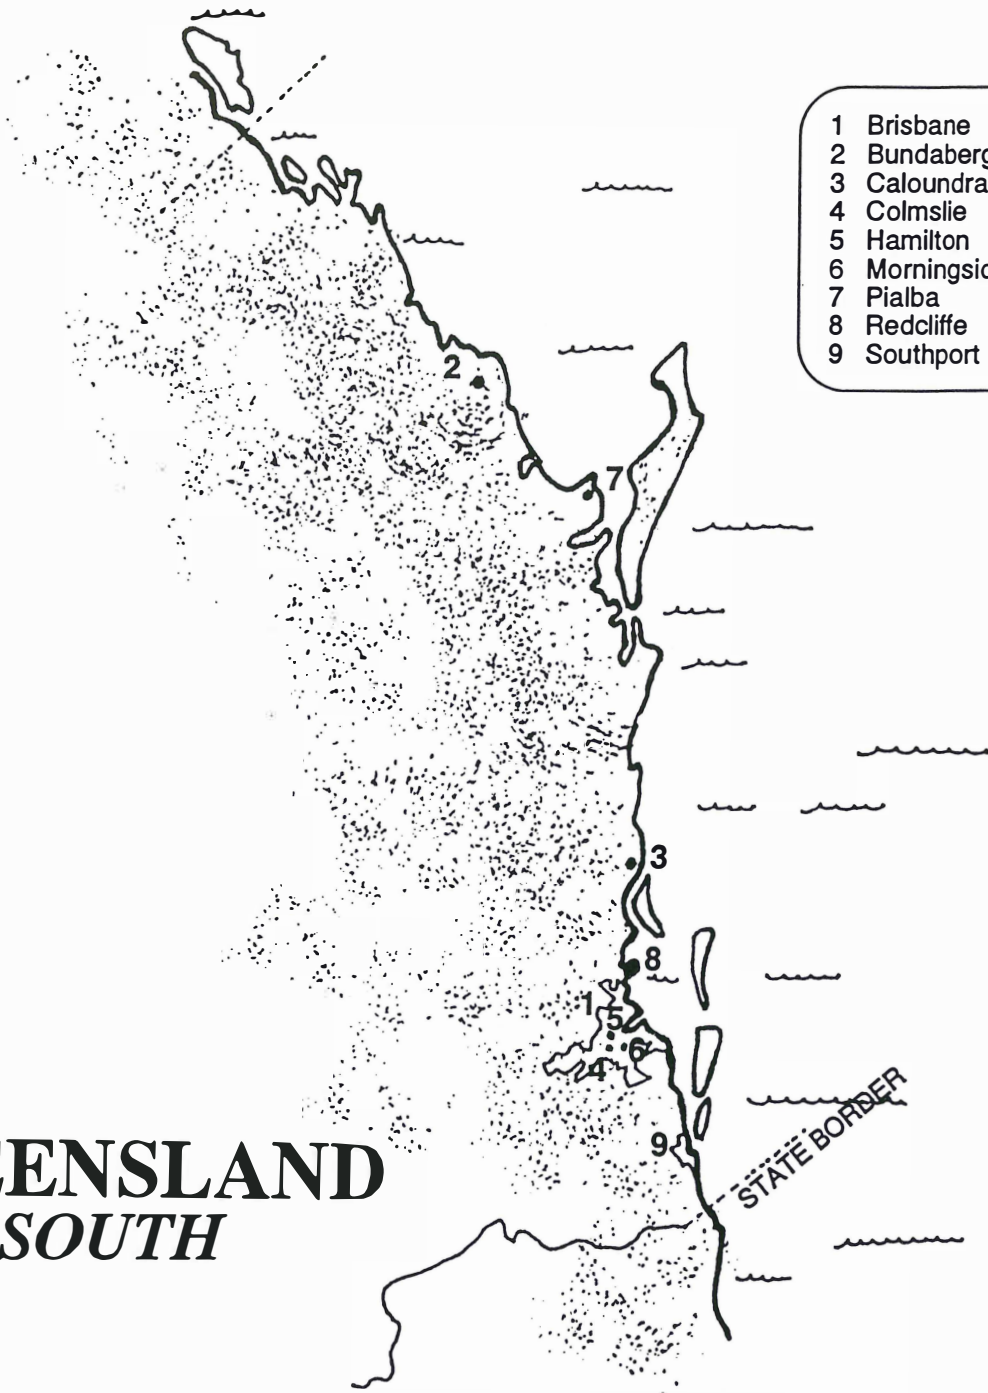 1 Brisbane
2 Bundaberg
3 Caloundra
4 Colmslie
5 Hamilton
6 Morningsid
7 Pialba
8 Redcliffe
9 Southport
2
7
3
8
1
5
6
4
9
STATE BORDER
EENSLAND
SOUTH